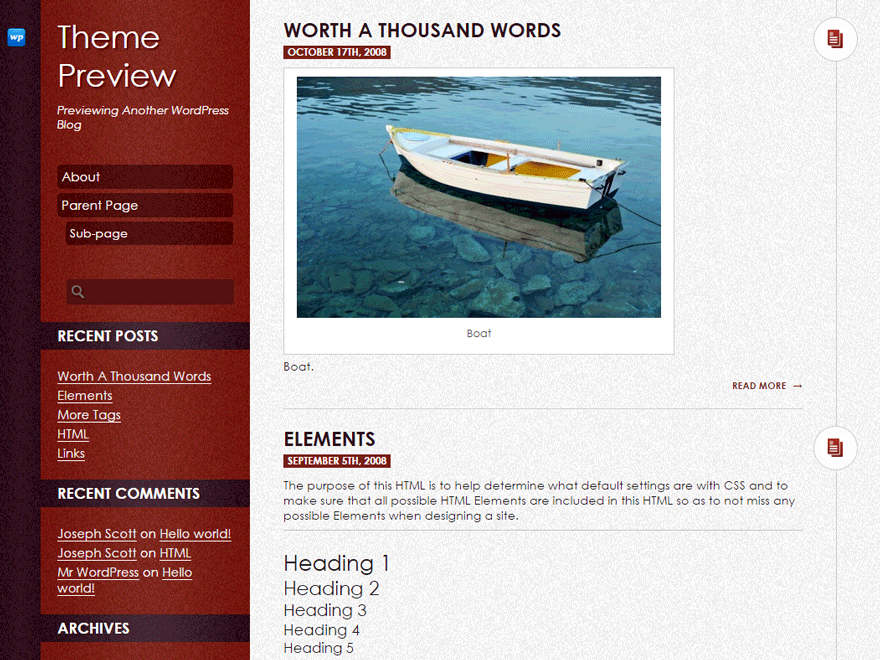 wp
Theme
Preview
Previewing Another WordPress
Blog
About
Parent Page
Sub-page
RECENT POSTS
Worth A Thousand Words
Elements
More Tags
HTML
Links
RECENT COMMENTS
Joseph Scott on Hello world!
Joseph Scott on HTML
Mr WordPress on Hello
world!
ARCHIVES
WORTH A THOUSAND WORDS
OCTOBER 17TH, 2008
Boat
Boat.
READ MORE →
ELEMENTS
SEPTEMBER 5TH, 2008
The purpose of this HTML is to help determine what default settings are with CSS and to
make sure that all possible HTML Elements are included in this HTML so as to not miss any
possible Elements when designing a site.
Heading 1
Heading 2
Heading 3
Heading 4
Heading 5